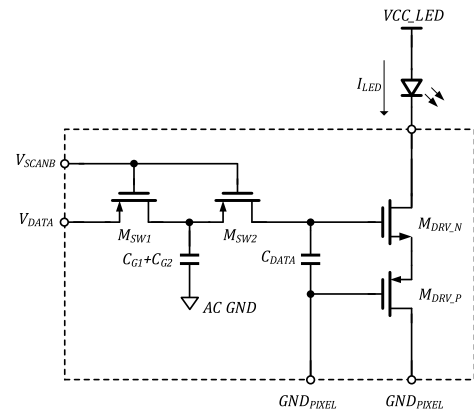 VCC_LED
I_LED
V_SCANB
V_DATA
M_SW1
M_SW2
M_DRV_N
C_G1+C_G2
C_DATA
M_DRV_P
AC GND
GND_PIXEL
GND_PIXEL